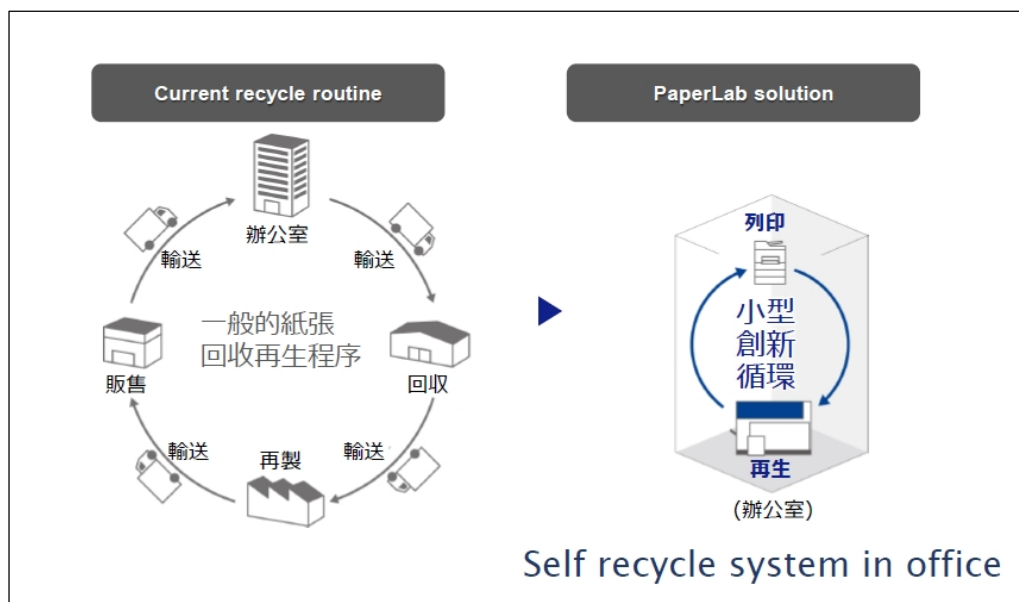 Current recycle routine
PaperLab solution
辦公室
輸送
輸送
一般的紙張
回收再生程序
販售
回収
輸送
再製
輸送
列印
小型
創新
循環
再生
(辦公室)
Self recycle system in office